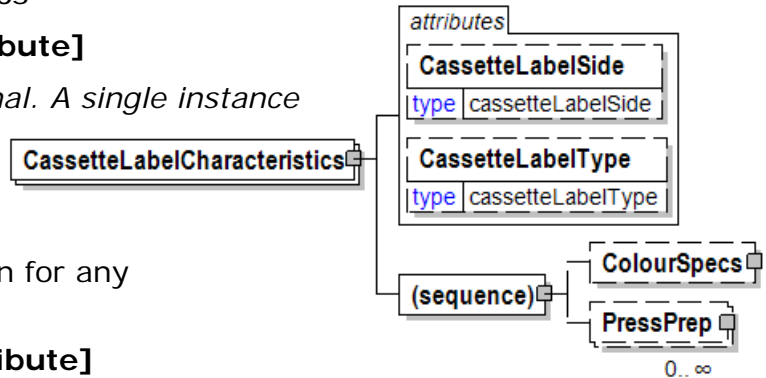 bute]
nal. A single instance
n for any
ibute]
attributes
CassetteLabelSide
type cassetteLabelSide
CassetteLabelCharacteristics
CassetteLabelType
type cassetteLabelType
(sequence)
ColourSpecs
PressPrep
0.. ∞